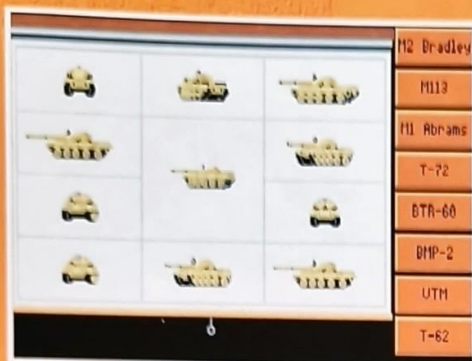 M2 Bradley
M113
M1 Abrams
T-72
BTR-60
BMP-2
UTM
T-62